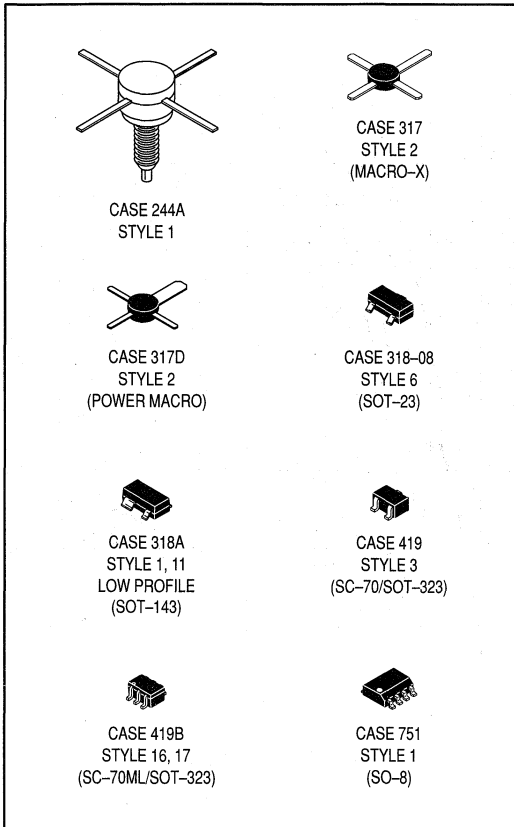 CASE 244A
STYLE 1
CASE 317
STYLE 2
(MACRO–X)
CASE 317D
STYLE 2
(POWER MACRO)
CASE 318–08
STYLE 6
(SOT–23)
CASE 318A
STYLE 1, 11
LOW PROFILE
(SOT–143)
CASE 419
STYLE 3
(SC–70/SOT–323)
CASE 419B
STYLE 16, 17
(SC–70ML/SOT–323)
CASE 751
STYLE 1
(SO–8)